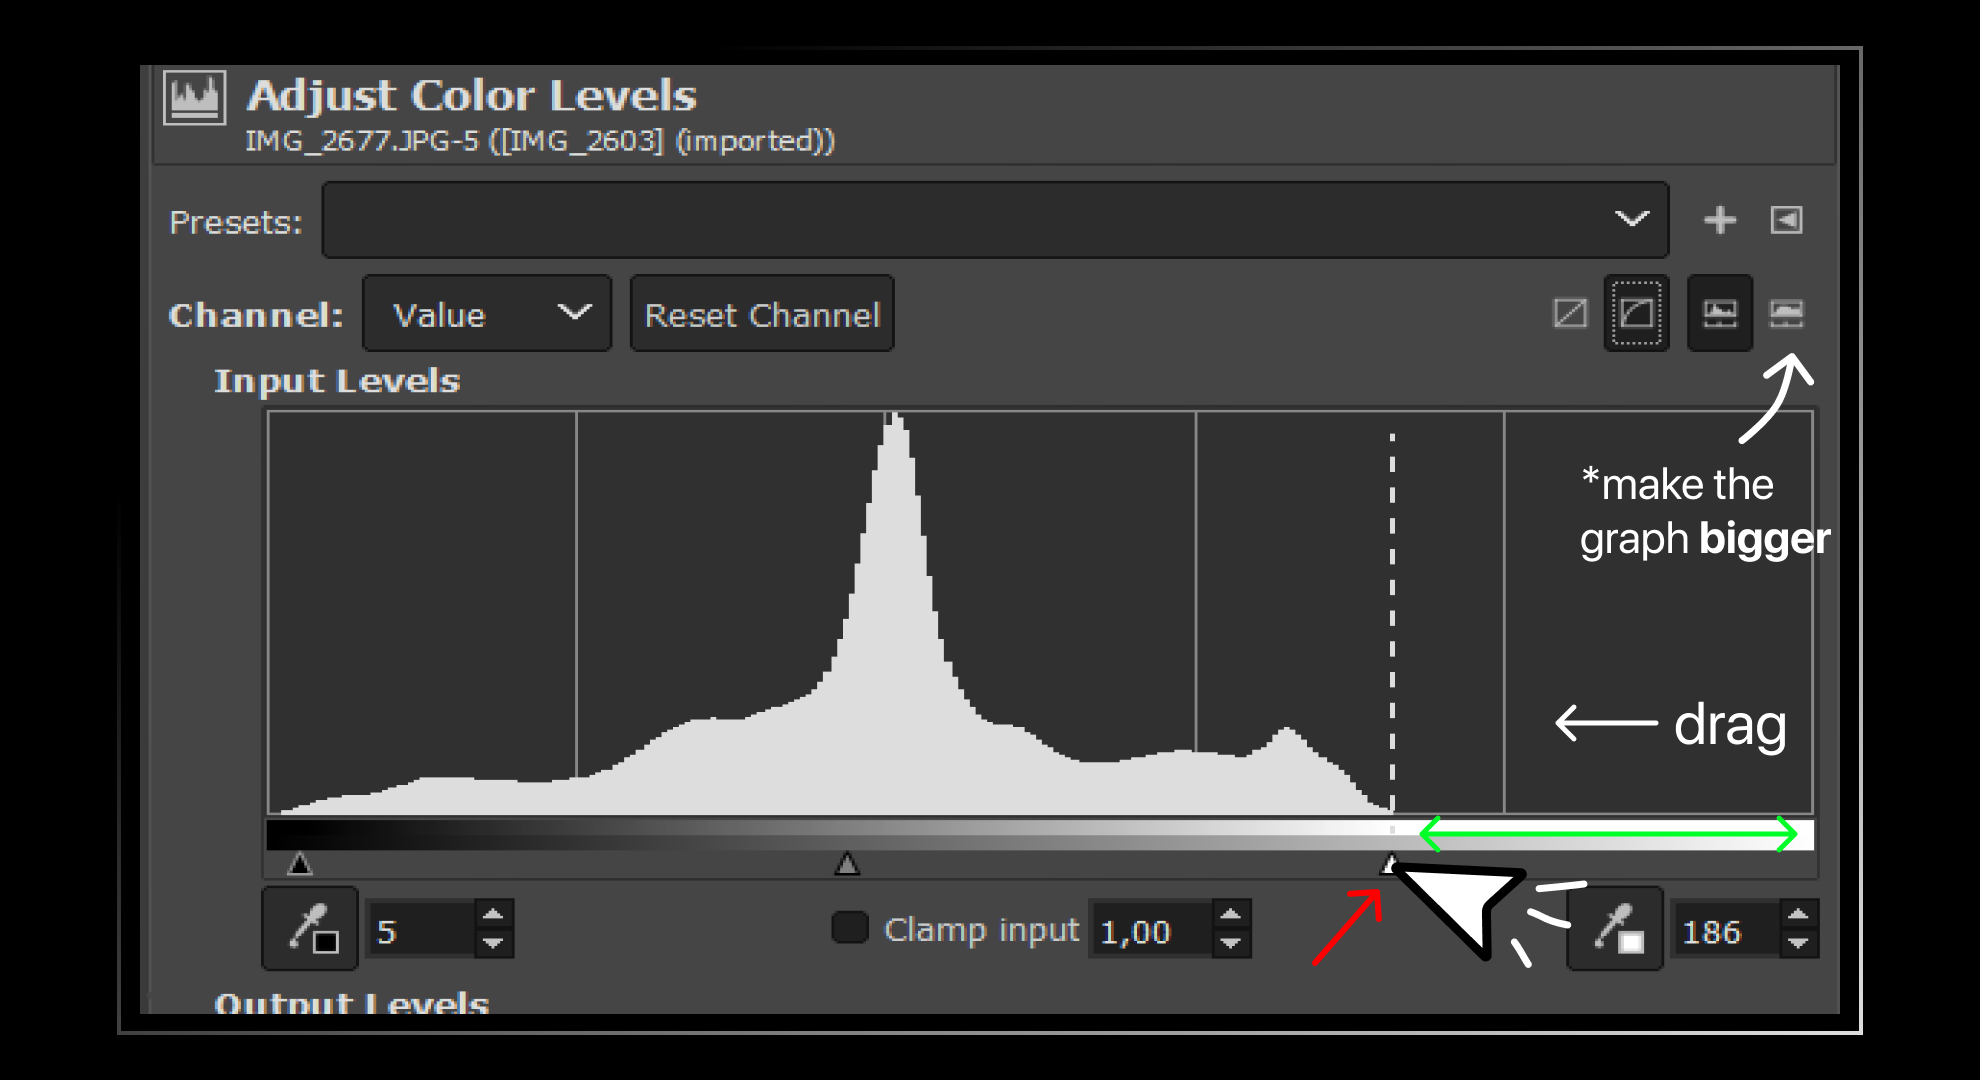 Adjust Color Levels
IMG_2677.JPG-5 ([IMG_2603] (imported))
Presets:
Channel: Value Reset Channel
Input Levels
*make the
graph bigger
drag
5 Clamp input 1,00 186
Output Levels